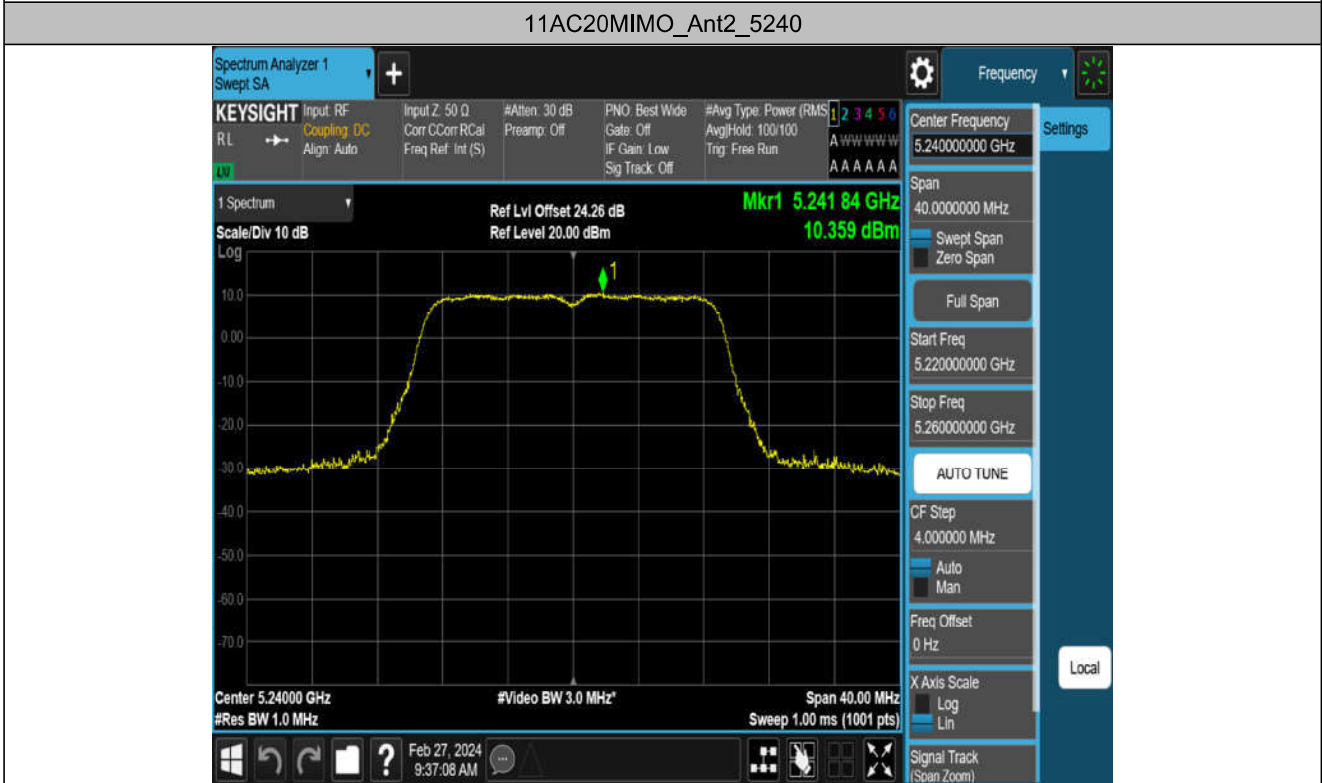 11AC20MIMO_Ant2_5240
Spectrum Analyzer 1
Swept SA
+
Frequency
KEYSIGHT
RL
LXI
Input: RF
Coupling: DC
Align: Auto
Input Z: 50 Ω
Corr CCorr RCal
Freq Ref: Int (S)
#Atten: 30 dB
Preamp: Off
PNO: Best Wide
Gate: Off
IF Gain: Low
Sig Track: Off
#Avg Type: Power (RMS
Avg|Hold: 100/100
Trig: Free Run
1 2 3 4 5 6
A W W W W W
A A A A A A
1 Spectrum
Scale/Div 10 dB
Log
Ref Lvl Offset 24.26 dB
Ref Level 20.00 dBm
Mkr1 5.241 84 GHz
10.359 dBm
1
10.0
0.00
-10.0
-20.0
-30.0
-40.0
-50.0
-60.0
-70.0
Center 5.24000 GHz
#Res BW 1.0 MHz
#Video BW 3.0 MHz*
Span 40.00 MHz
Sweep 1.00 ms (1001 pts)
?
Feb 27, 2024
9:37:08 AM
Center Frequency
5.240000000 GHz
Settings
Span
40.0000000 MHz
Swept Span
Zero Span
Full Span
Start Freq
5.220000000 GHz
Stop Freq
5.260000000 GHz
AUTO TUNE
CF Step
4.000000 MHz
Auto
Man
Freq Offset
0 Hz
X Axis Scale
Log
Lin
Local
Signal Track
(Span Zoom)